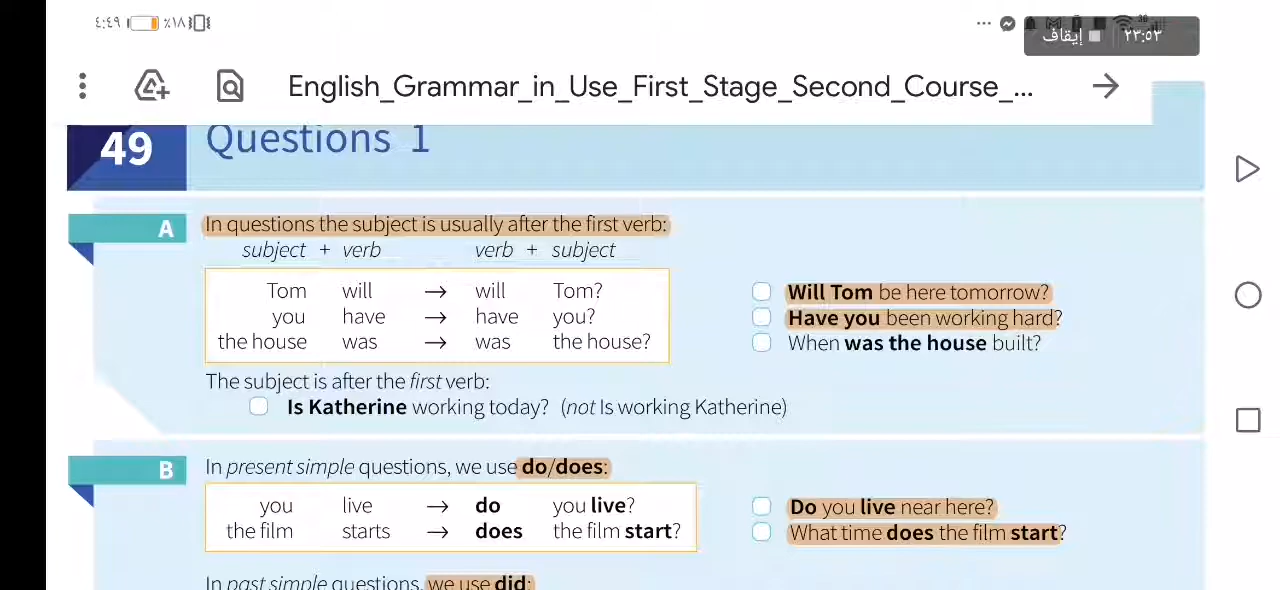 ٤:٤٩ ٪١٨ ... 3G
إيقاف ٢٣:٥٣
English_Grammar_in_Use_First_Stage_Second_Course_...
49 Questions 1
A In questions the subject is usually after the first verb:
subject + verb verb + subject
Tom will → will Tom? Will Tom be here tomorrow?
you have → have you? Have you been working hard?
the house was → was the house? When was the house built?
The subject is after the first verb:
Is Katherine working today? (not Is working Katherine)
B In present simple questions, we use do/does:
you live → do you live? Do you live near here?
the film starts → does the film start? What time does the film start?
In past simple questions, we use did: